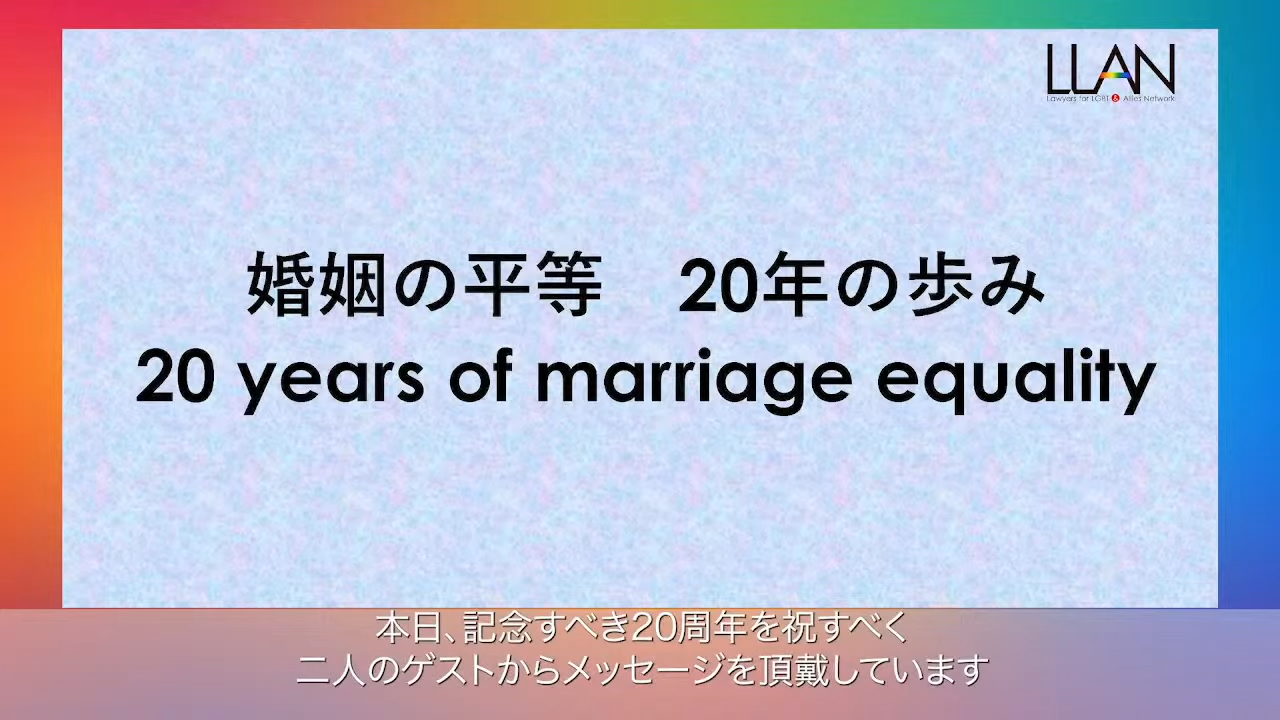 LLAN
Lawyers for LGBT & Allies Network
婚姻の平等　20年の歩み
20 years of marriage equality
本日、記念すべき20周年を祝すべく
二人のゲストからメッセージを頂戴しています